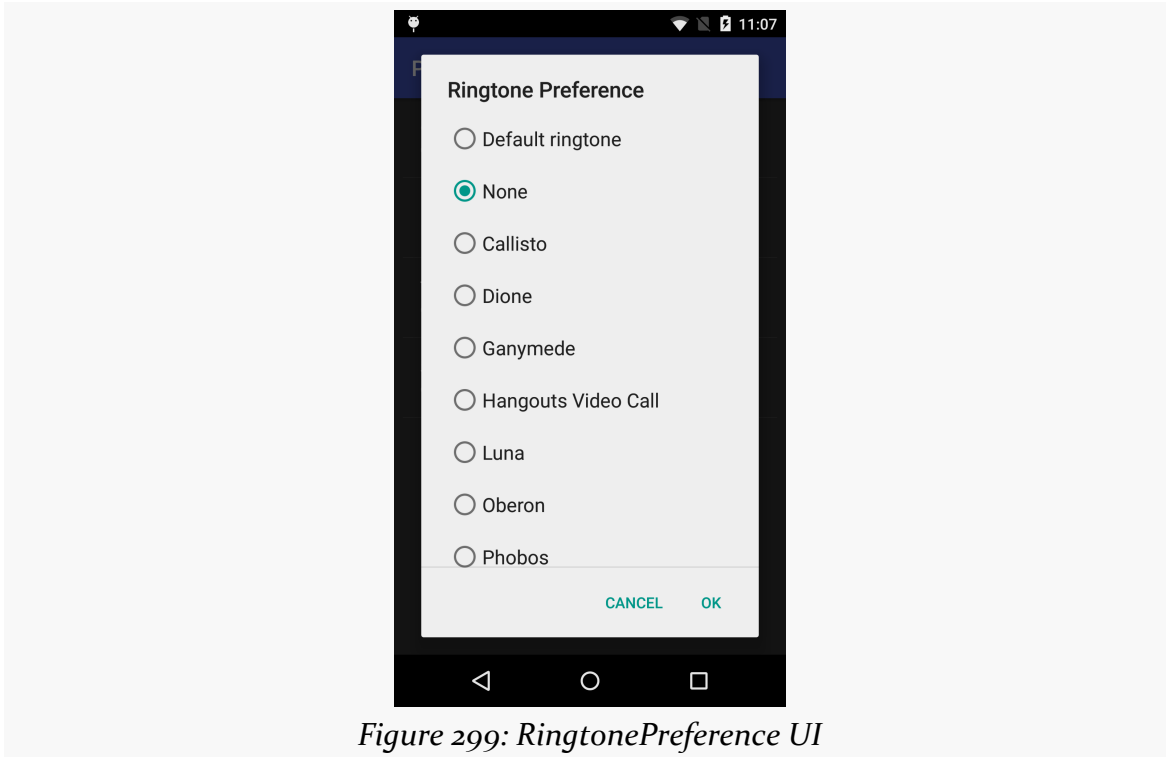 11:07
P
Ringtone Preference
Default ringtone
None
Callisto
Dione
Ganymede
Hangouts Video Call
Luna
Oberon
Phobos
CANCEL OK
Figure 299: RingtonePreference UI